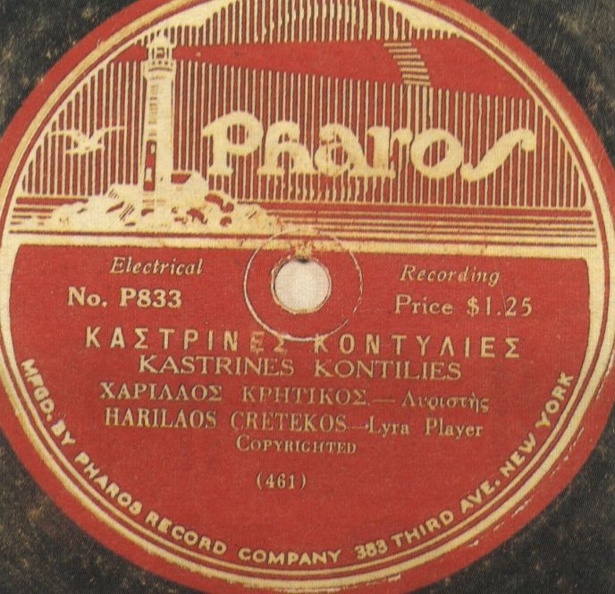 Pharos
Electrical Recording
No. P833 Price $1.25
ΚΑΣΤΡΙΝΕΣ ΚΟΝΤΥΛΙΕΣ
KASTRINES KONTILIES
ΧΑΡΙΛΑΟΣ ΚΡΗΤΙΚΟΣ — Λυριστὴς
HARILAOS CRETEKOS—Lyra Player
COPYRIGHTED
(461)
MFGD. BY PHAROS RECORD COMPANY 383 THIRD AVE. NEW YORK